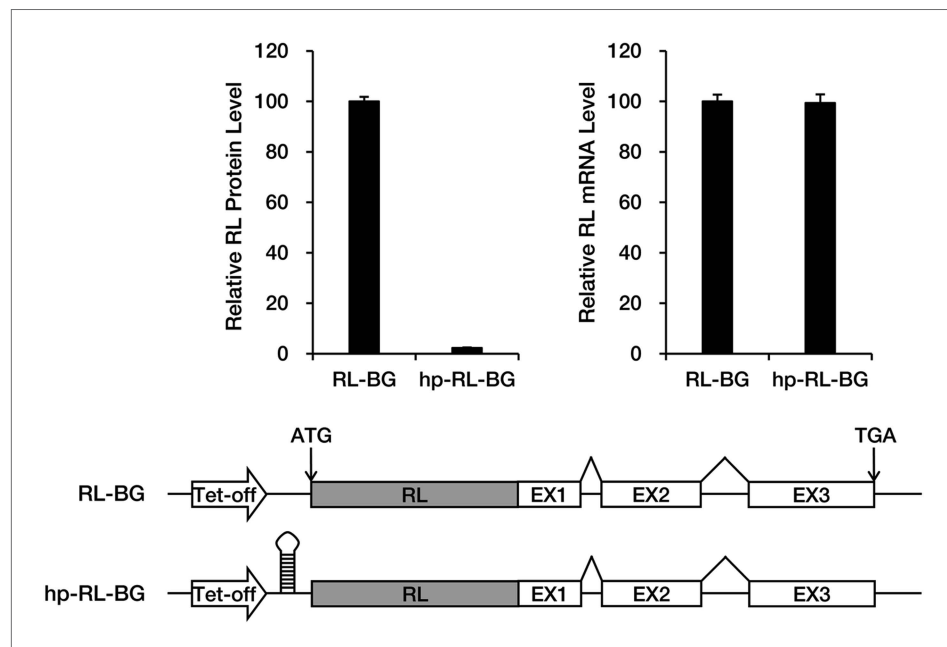 Relative RL Protein Level
120
100
80
60
40
20
0
RL-BG hp-RL-BG
Relative RL mRNA Level
120
100
80
60
40
20
0
RL-BG hp-RL-BG
ATG TGA
RL-BG Tet-off RL EX1 EX2 EX3
hp-RL-BG Tet-off RL EX1 EX2 EX3